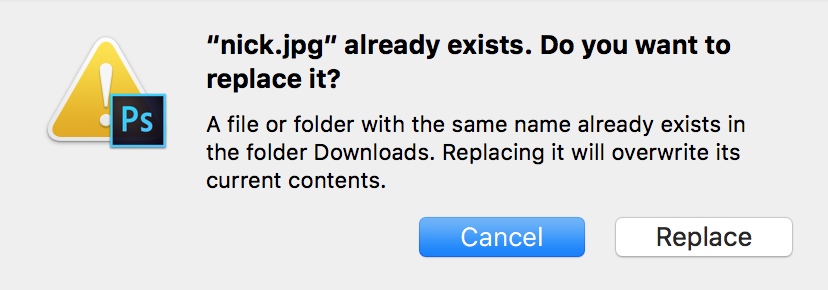 “nick.jpg” already exists. Do you want to
replace it?
Ps
A file or folder with the same name already exists in
the folder Downloads. Replacing it will overwrite its
current contents.
Cancel
Replace